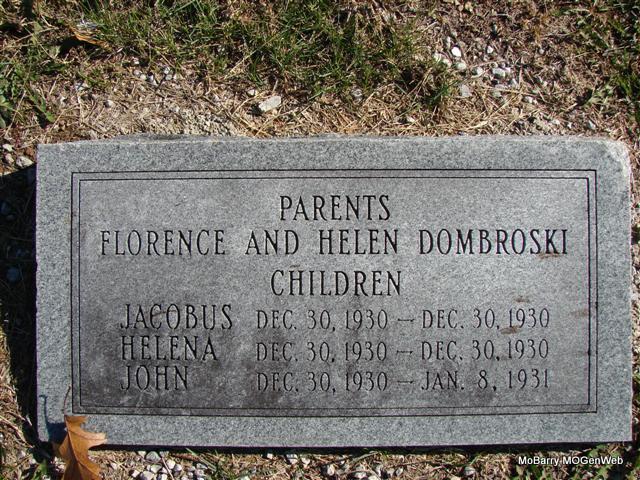 PARENTS
FLORENCE AND HELEN DOMBROSKI
CHILDREN
JACOBUS DEC. 30, 1930 — DEC. 30, 1930
HELENA DEC. 30, 1930 — DEC. 30, 1930
JOHN DEC. 30, 1930 — JAN. 8, 1931
MoBarry MOGenWeb